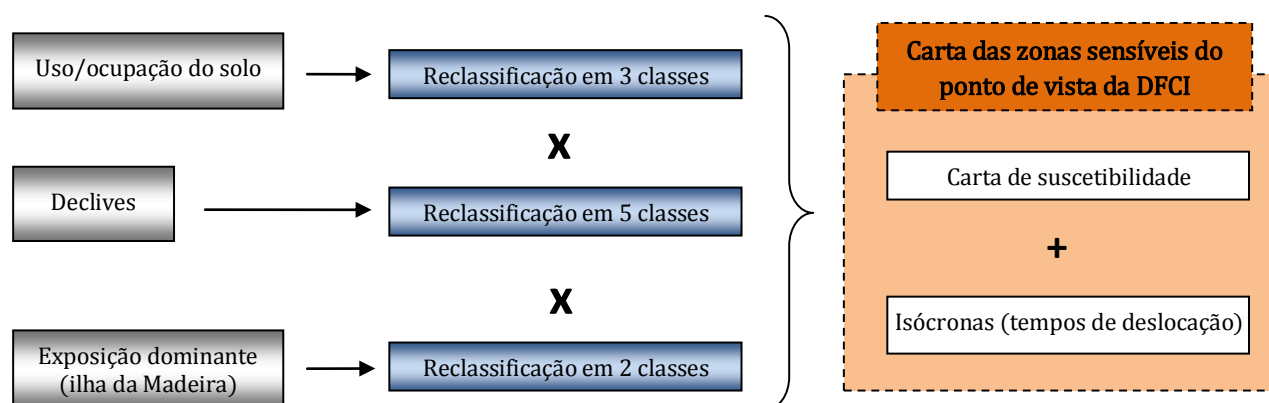 Uso/ocupação do solo
Reclassificação em 3 classes
X
Declives
Reclassificação em 5 classes
X
Exposição dominante
(ilha da Madeira)
Reclassificação em 2 classes
Carta das zonas sensíveis do
ponto de vista da DFCI
Carta de suscetibilidade
+
Isócronas (tempos de deslocação)